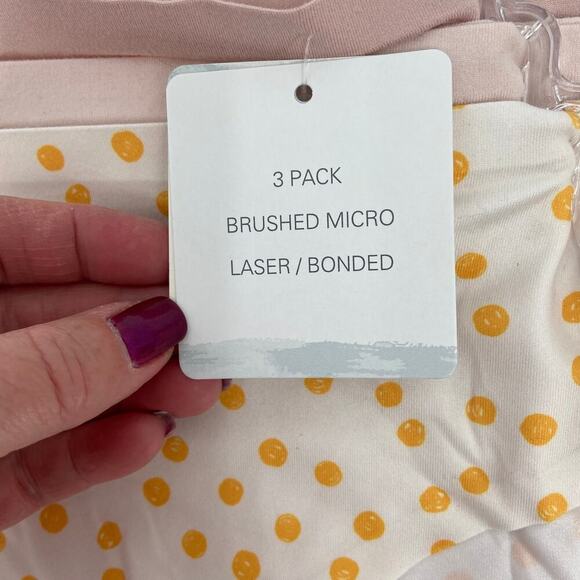 3 PACK
BRUSHED MICRO
LASER / BONDED